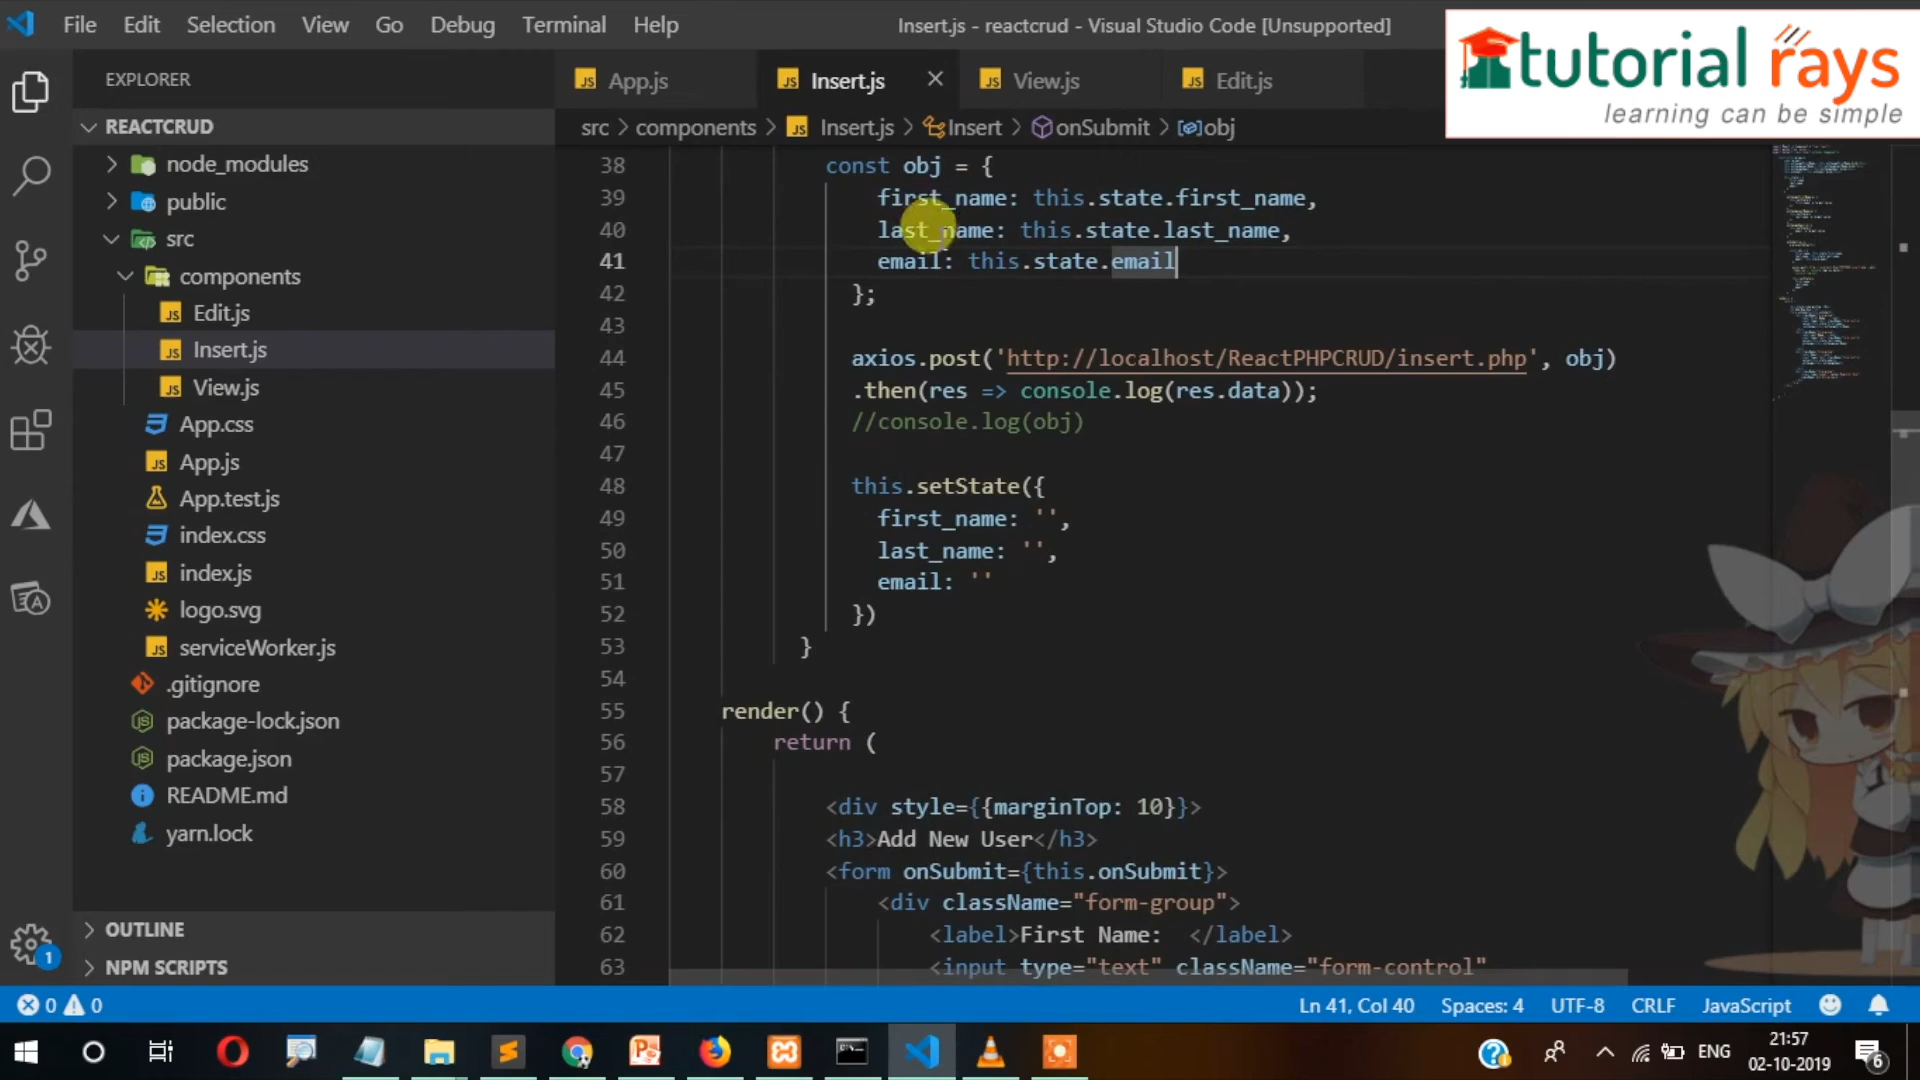 File Edit Selection View Go Debug Terminal Help
Insert.js - reactcrud - Visual Studio Code [Unsupported]
tutorial rays
learning can be simple
EXPLORER
REACTCRUD
node_modules
public
src
components
Edit.js
Insert.js
View.js
App.css
App.js
App.test.js
index.css
index.js
logo.svg
serviceWorker.js
.gitignore
package-lock.json
package.json
README.md
yarn.lock
OUTLINE
NPM SCRIPTS
App.js Insert.js View.js Edit.js
src > components > Insert.js > Insert > onSubmit > obj
38 const obj = {
39 first_name: this.state.first_name,
40 last_name: this.state.last_name,
41 email: this.state.email
42 };
43
44 axios.post('http://localhost/ReactPHPCRUD/insert.php', obj)
45 .then(res => console.log(res.data));
46 //console.log(obj)
47
48 this.setState({
49 first_name: '',
50 last_name: '',
51 email: ''
52 })
53 }
54
55 render() {
56 return (
57
58 <div style={{marginTop: 10}}>
59 <h3>Add New User</h3>
60 <form onSubmit={this.onSubmit}>
61 <div className="form-group">
62 <label>First Name:  </label>
63 <input type="text" className="form-control"
1
0 0 Ln 41, Col 40 Spaces: 4 UTF-8 CRLF JavaScript
ENG 21:57
02-10-2019
6